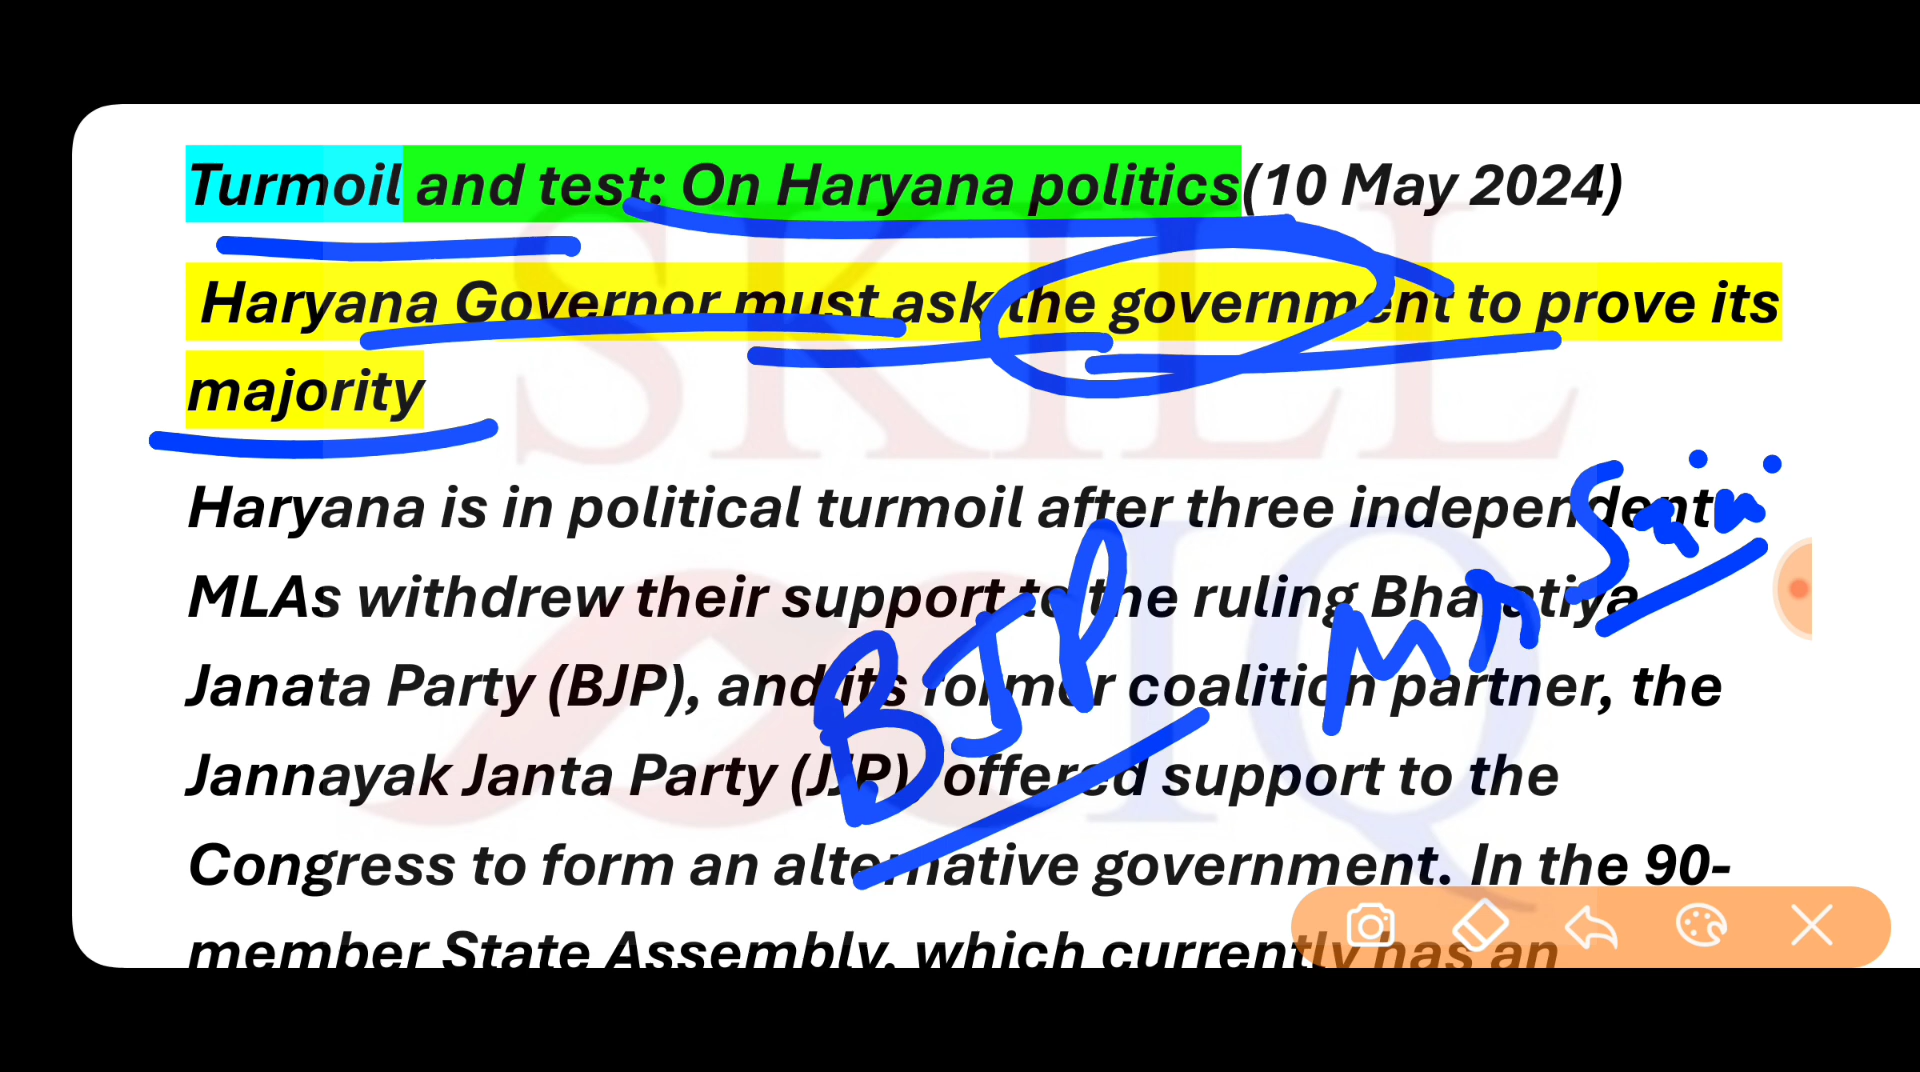 Turmoil and test: On Haryana politics(10 May 2024)
Haryana Governor must ask the government to prove its
majority
Haryana is in political turmoil after three independent
MLAs withdrew their support to the ruling Bharatiya
Janata Party (BJP), and its former coalition partner, the
Jannayak Janta Party (JJP), offered support to the
Congress to form an alternative government. In the 90-
member State Assembly, which currently has an
BJP
SKILL
IQ